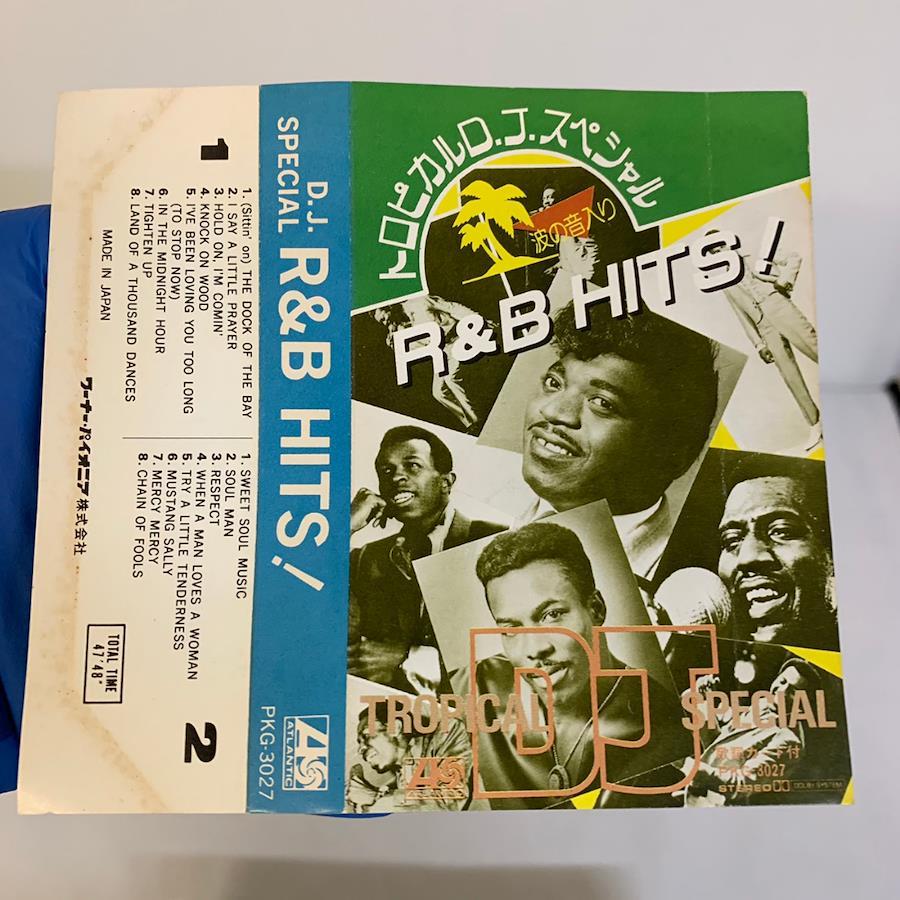 トロピカルD.J.スペシャル
波の音入り
R&B HITS!
TROPICAL DJ SPECIAL
ATLANTIC
歌詞カード付
PKG-3027
STEREO DOLBY SYSTEM
D.J.
SPECIAL R&B HITS!
ATLANTIC
PKG-3027
1
1. (Sittin' on) THE DOCK OF THE BAY
2. I SAY A LITTLE PRAYER
3. HOLD ON, I'M COMIN'
4. KNOCK ON WOOD
5. I'VE BEEN LOVING YOU TOO LONG
(TO STOP NOW)
6. IN THE MIDNIGHT HOUR
7. TIGHTEN UP
8. LAND OF A THOUSAND DANCES
2
1. SWEET SOUL MUSIC
2. SOUL MAN
3. RESPECT
4. WHEN A MAN LOVES A WOMAN
5. TRY A LITTLE TENDERNESS
6. MUSTANG SALLY
7. MERCY MERCY
8. CHAIN OF FOOLS
MADE IN JAPAN
ワーナー・パイオニア株式会社
TOTAL TIME
47'48"